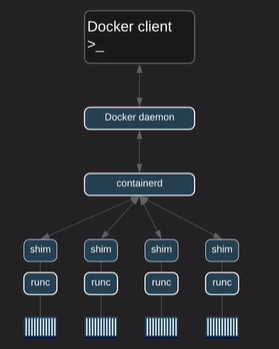 Docker client
>_
Docker daemon
containerd
shim shim shim shim
runc runc runc runc